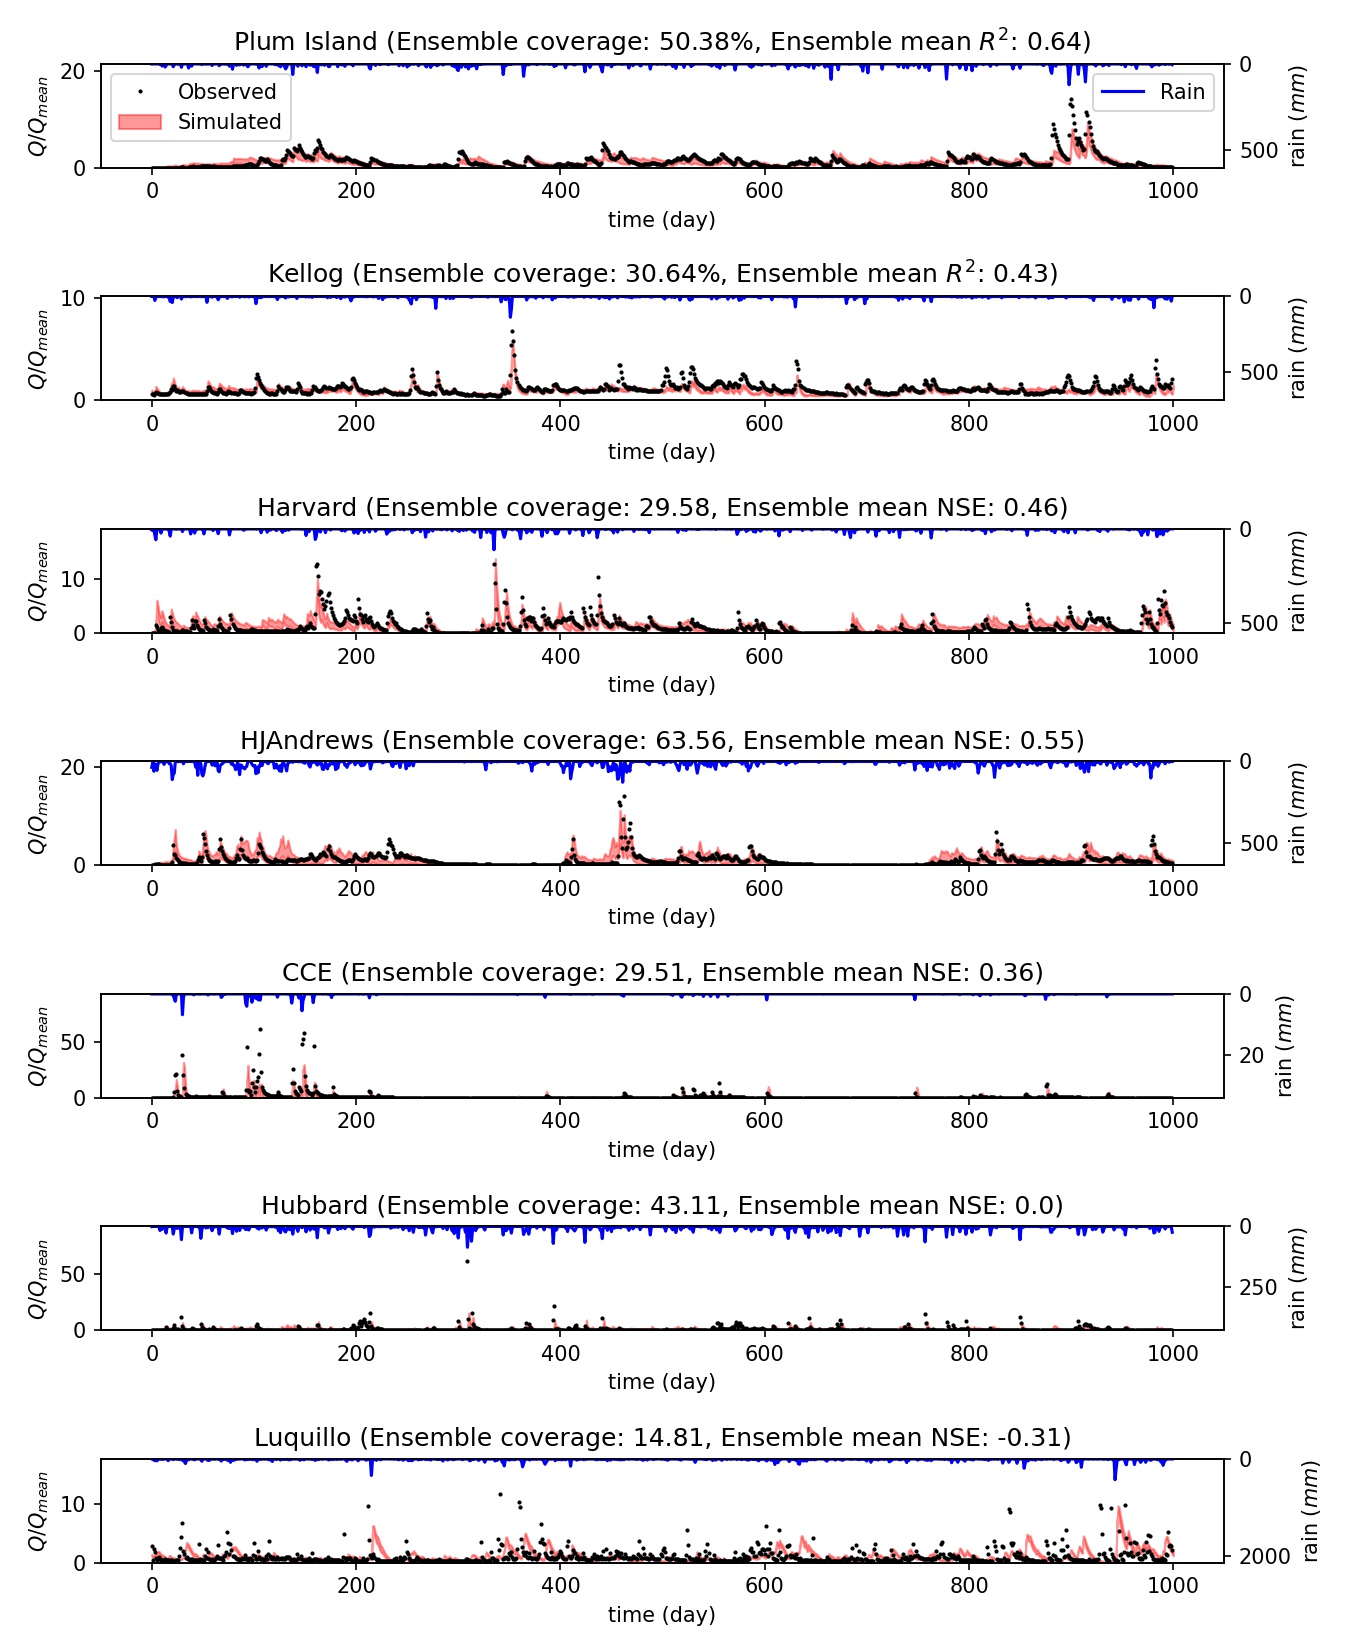 Plum Island (Ensemble coverage: 50.38%, Ensemble mean R²: 0.64)
Q/Q_mean
20
0
Observed
Simulated
Rain
0
500
rain (mm)
0 200 400 600 800 1000
time (day)
Kellog (Ensemble coverage: 30.64%, Ensemble mean R²: 0.43)
Q/Q_mean
10
0
0
500
rain (mm)
0 200 400 600 800 1000
time (day)
Harvard (Ensemble coverage: 29.58, Ensemble mean NSE: 0.46)
Q/Q_mean
10
0
0
500
rain (mm)
0 200 400 600 800 1000
time (day)
HJAndrews (Ensemble coverage: 63.56, Ensemble mean NSE: 0.55)
Q/Q_mean
20
0
0
500
rain (mm)
0 200 400 600 800 1000
time (day)
CCE (Ensemble coverage: 29.51, Ensemble mean NSE: 0.36)
Q/Q_mean
50
0
0
20
rain (mm)
0 200 400 600 800 1000
time (day)
Hubbard (Ensemble coverage: 43.11, Ensemble mean NSE: 0.0)
Q/Q_mean
50
0
0
250
rain (mm)
0 200 400 600 800 1000
time (day)
Luquillo (Ensemble coverage: 14.81, Ensemble mean NSE: -0.31)
Q/Q_mean
10
0
0
2000
rain (mm)
0 200 400 600 800 1000
time (day)